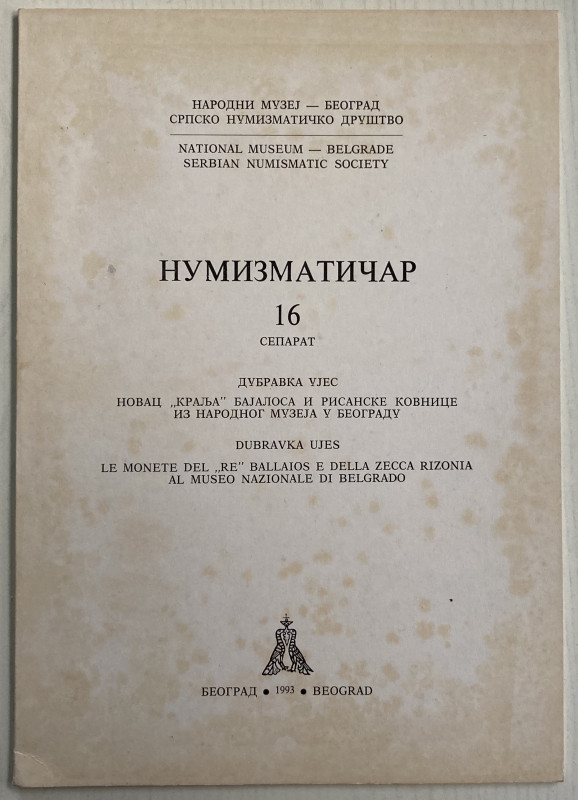 НАРОДНИ МУЗЕЈ — БЕОГРАД
СРПСКО НУМИЗМАТИЧКО ДРУШТВО
NATIONAL MUSEUM — BELGRADE
SERBIAN NUMISMATIC SOCIETY
НУМИЗМАТИЧАР
16
СЕПАРАТ
ДУБРАВКА УЈЕС
НОВАЦ „КРАЉА” БАЈАЛОСА И РИСАНСКЕ КОВНИЦЕ
ИЗ НАРОДНОГ МУЗЕЈА У БЕОГРАДУ
DUBRAVKA UJES
LE MONETE DEL „RE” BALLAIOS E DELLA ZECCA RIZONIA
AL MUSEO NAZIONALE DI BELGRADO
БЕОГРАД ● 1993 ● BEOGRAD